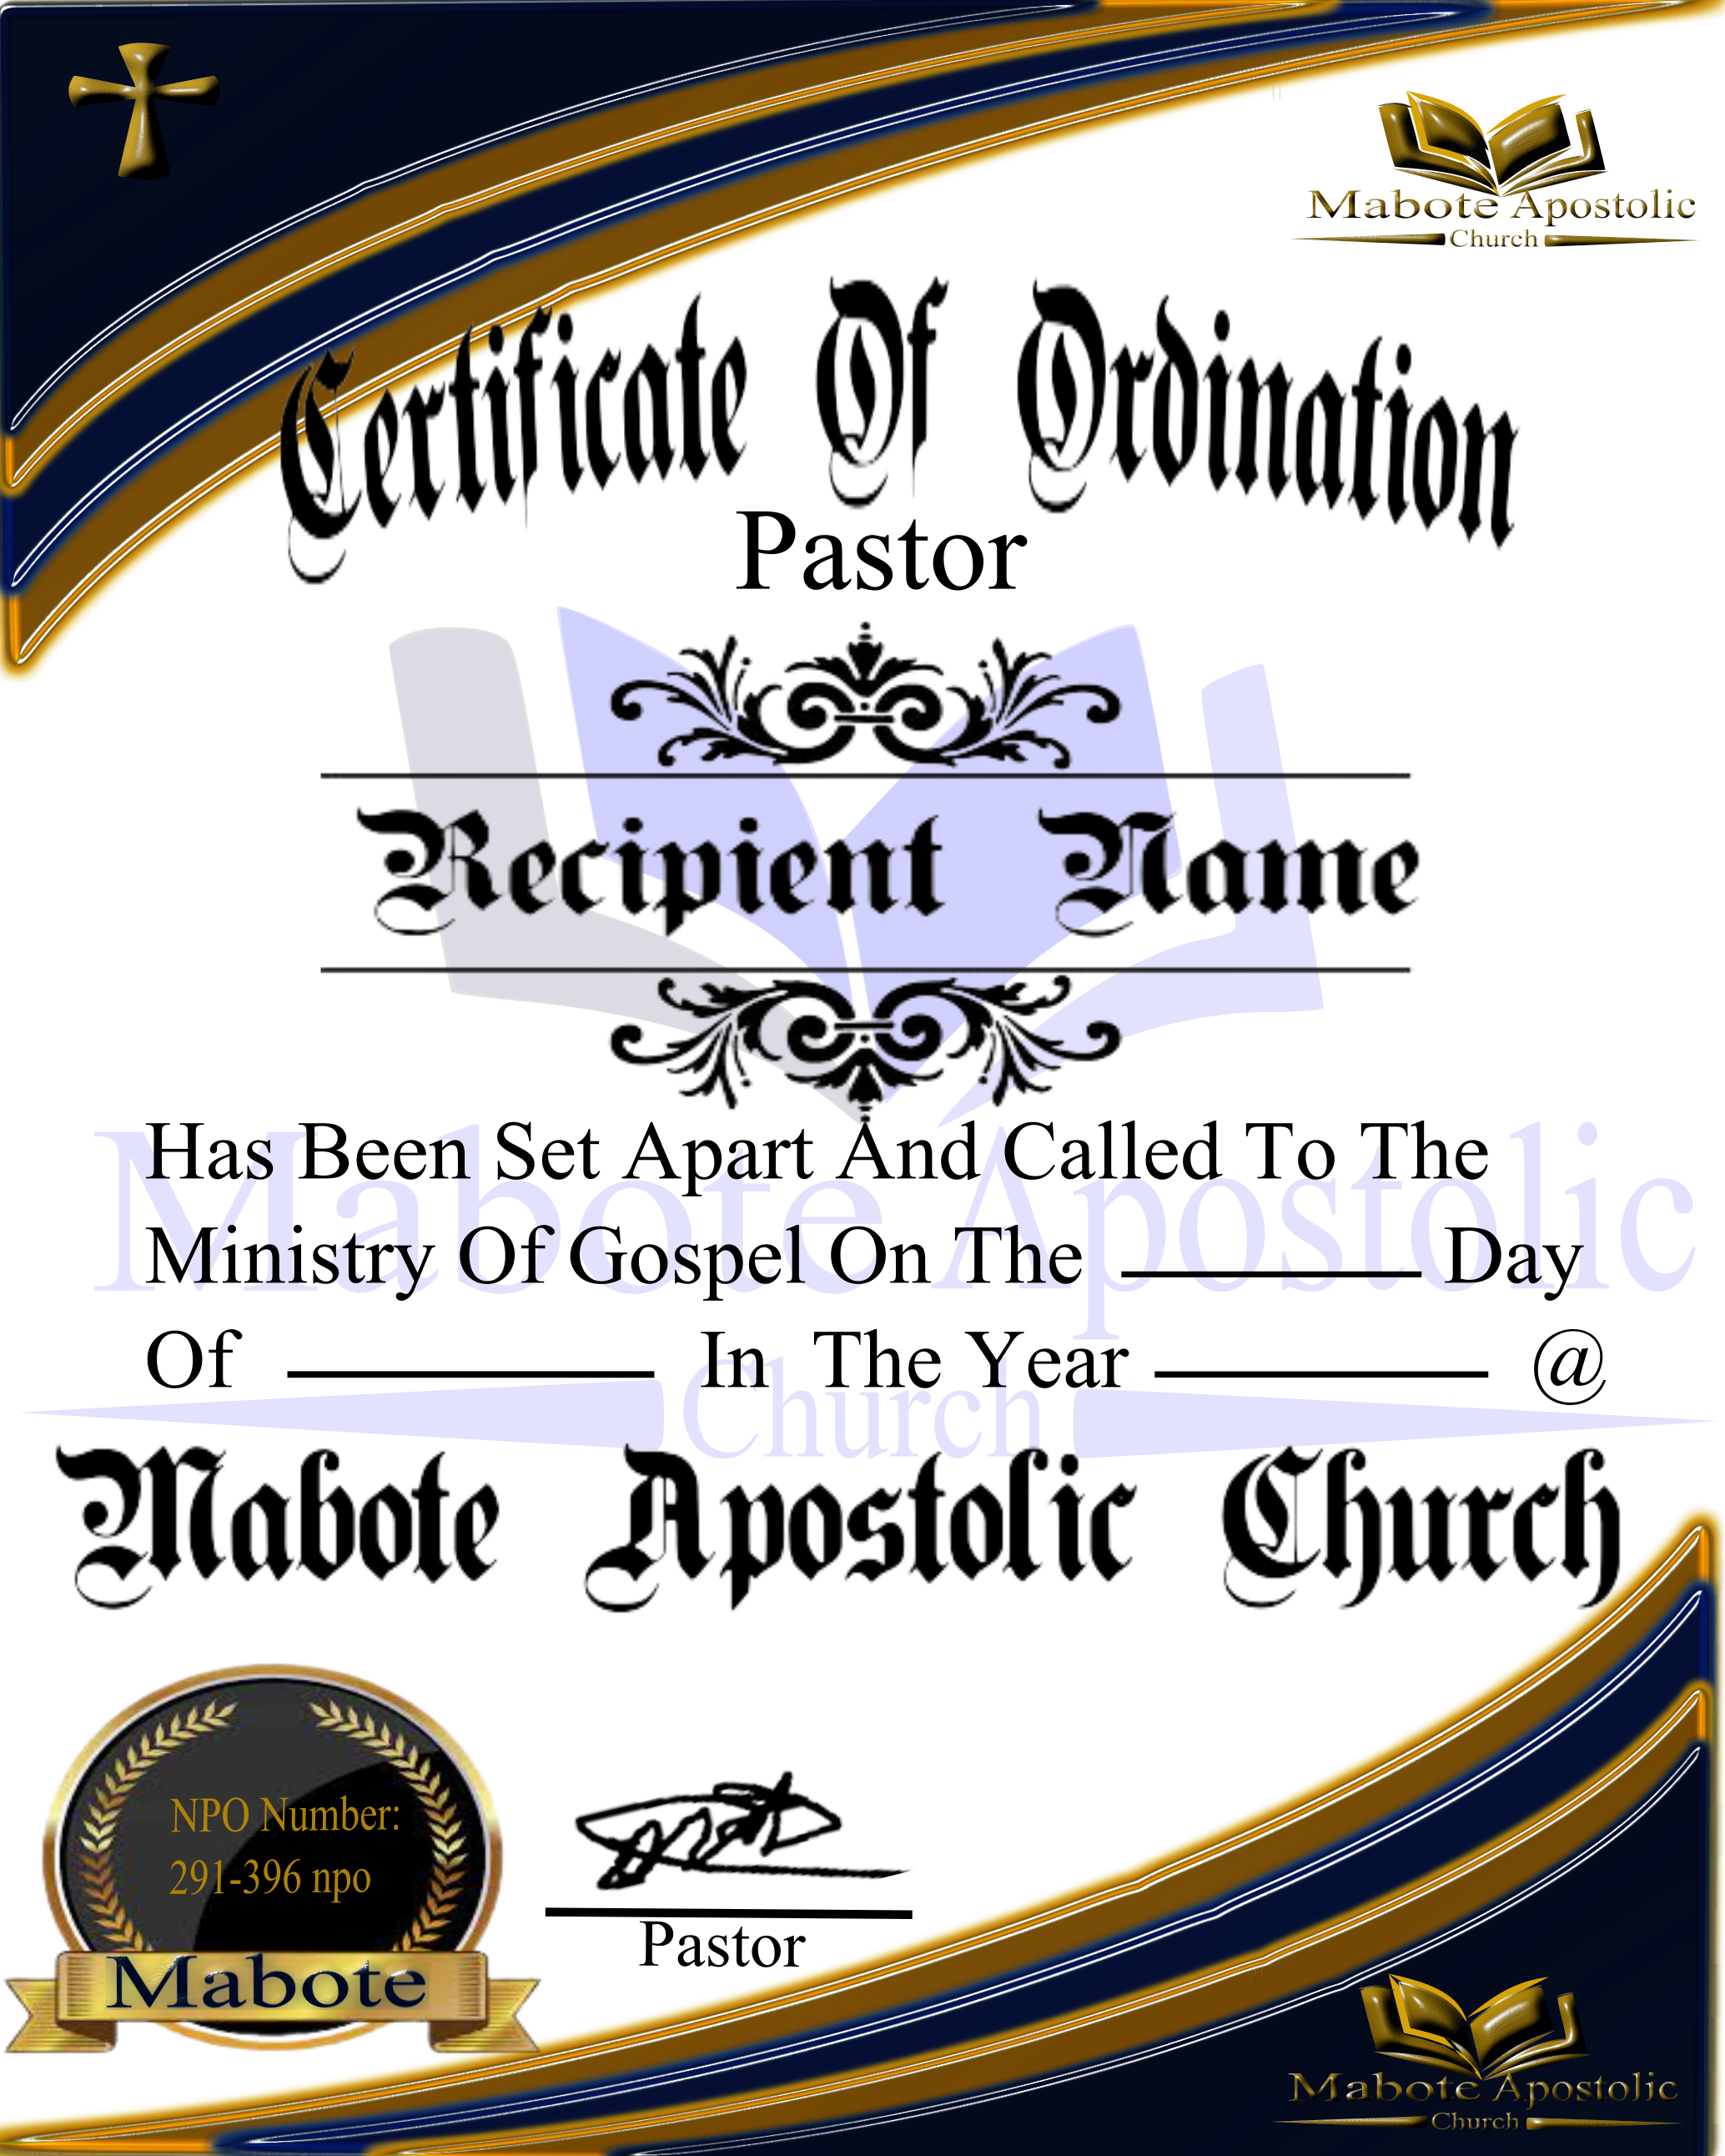 Mabote Apostolic
Church
Certificate Of Ordination
Pastor
Recipient Name
Has Been Set Apart And Called To The
Ministry Of Gospel On The ________ Day
Of ________ In The Year ________ @
Mabote Apostolic
Church
Mabote Apostolic Church
NPO Number:
291-396 npo
Mabote
Pastor
Mabote Apostolic
Church